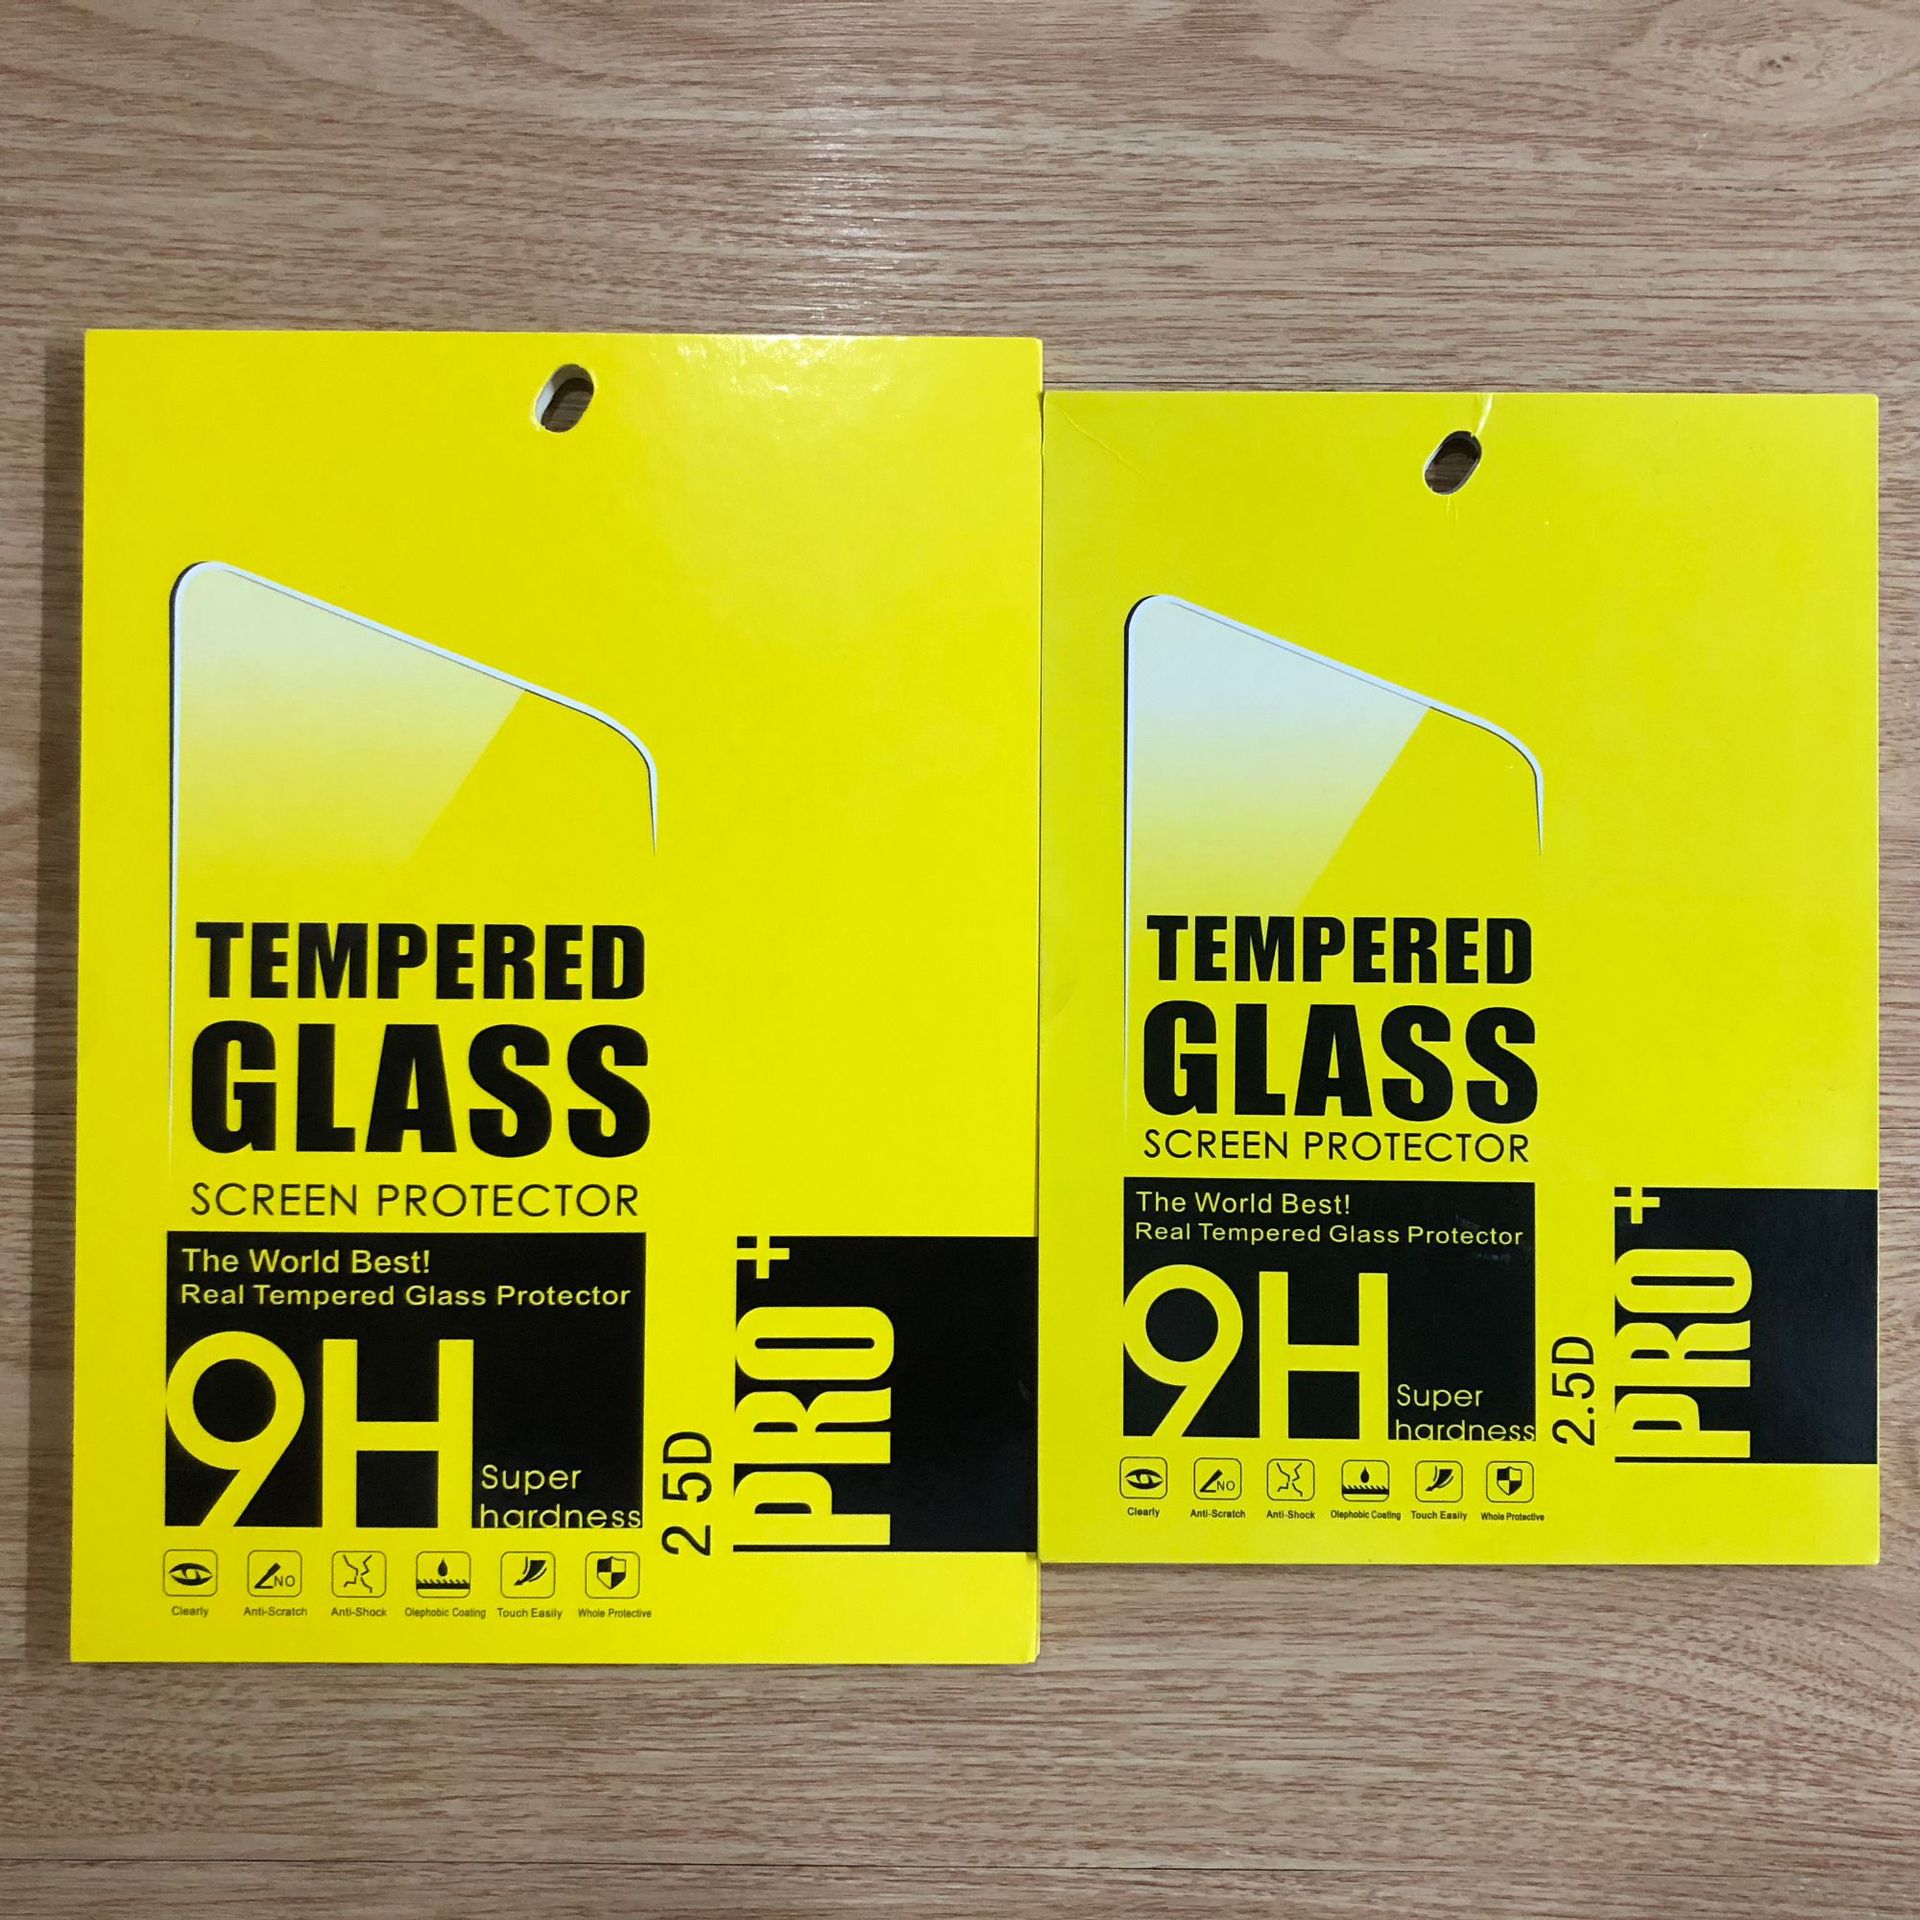 TEMPERED
GLASS
SCREEN PROTECTOR
The World Best!
Real Tempered Glass Protector
9H
Super
hardness
2 5D
PRO+
NO
Clearly
Anti-Scratch
Anti-Shock
Olephobic Coating
Touch Easily
Whole Protective
TEMPERED
GLASS
SCREEN PROTECTOR
The World Best!
Real Tempered Glass Protector
9H
Super
hardness
2.5D
PRO+
NO
Clearly
Anti-Scratch
Anti-Shock
Olephobic Coating
Touch Easily
Whole Protective